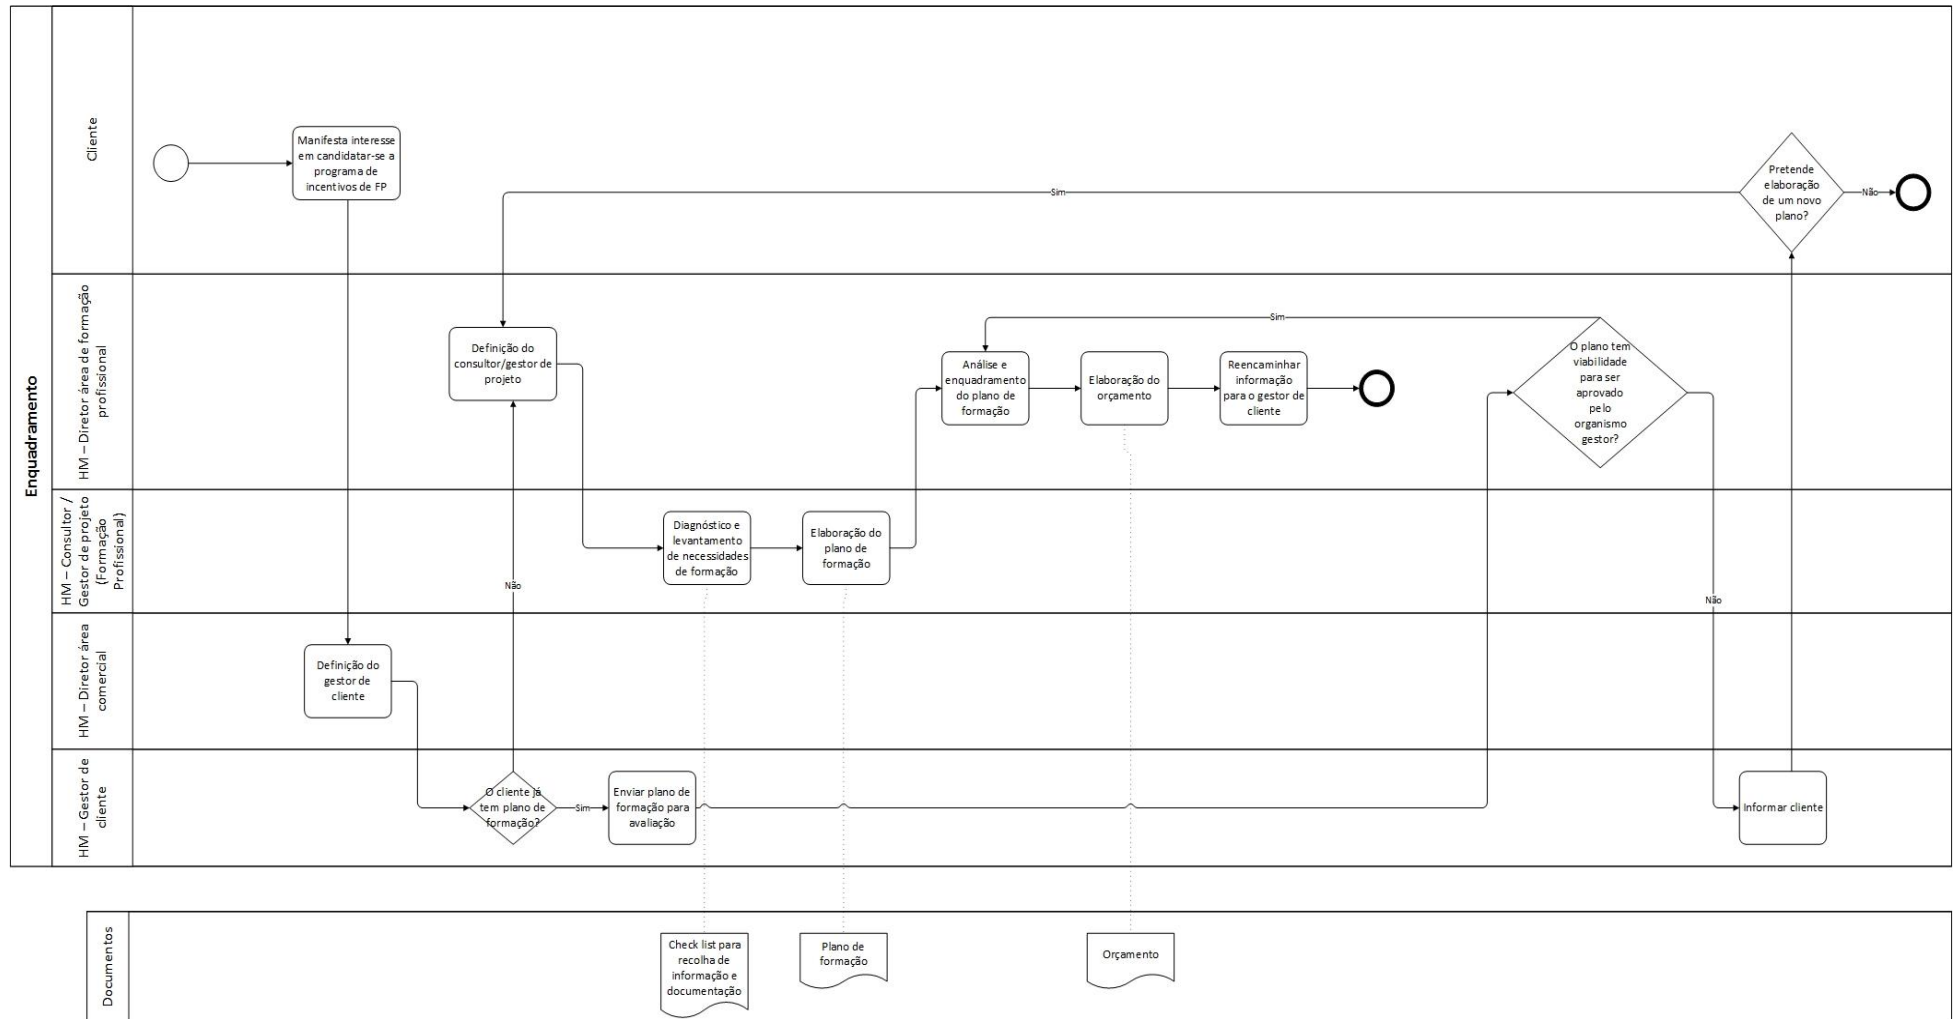 Enquadramento
Cliente
Manifesta interesse
em candidatar-se a
programa de
incentivos de FP
Sim
Pretende
elaboração
de um novo
plano?
Não
HM – Diretor área de formação
profissional
Definição do
consultor/gestor de
projeto
Análise e
enquadramento
do plano de
formação
Elaboração do
orçamento
Reencaminhar
informação
para o gestor de
cliente
Sim
O plano tem
viabilidade
para ser
aprovado
pelo
organismo
gestor?
HM – Consultor /
Gestor de projeto
(Formação
Profissional)
Não
Diagnóstico e
levantamento
de necessidades
de formação
Elaboração do
plano de
formação
Não
HM – Diretor área
comercial
Definição do
gestor de
cliente
HM – Gestor de
cliente
O cliente já
tem plano de
formação?
Sim
Enviar plano de
formação para
avaliação
Informar cliente
Documentos
Check list para
recolha de
informação e
documentação
Plano de
formação
Orçamento